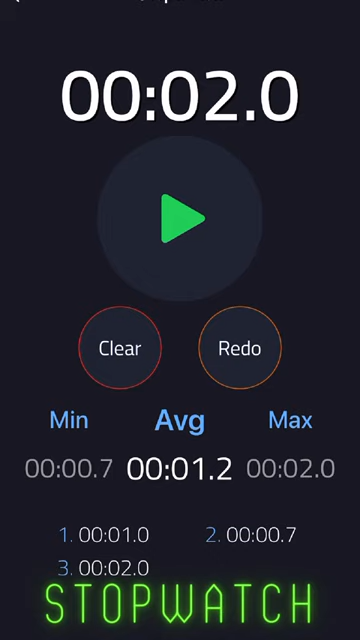 00:02.0
Clear Redo
Min Avg Max
00:00.7 00:01.2 00:02.0
1. 00:01.0 2. 00:00.7
3. 00:02.0
STOPWATCH